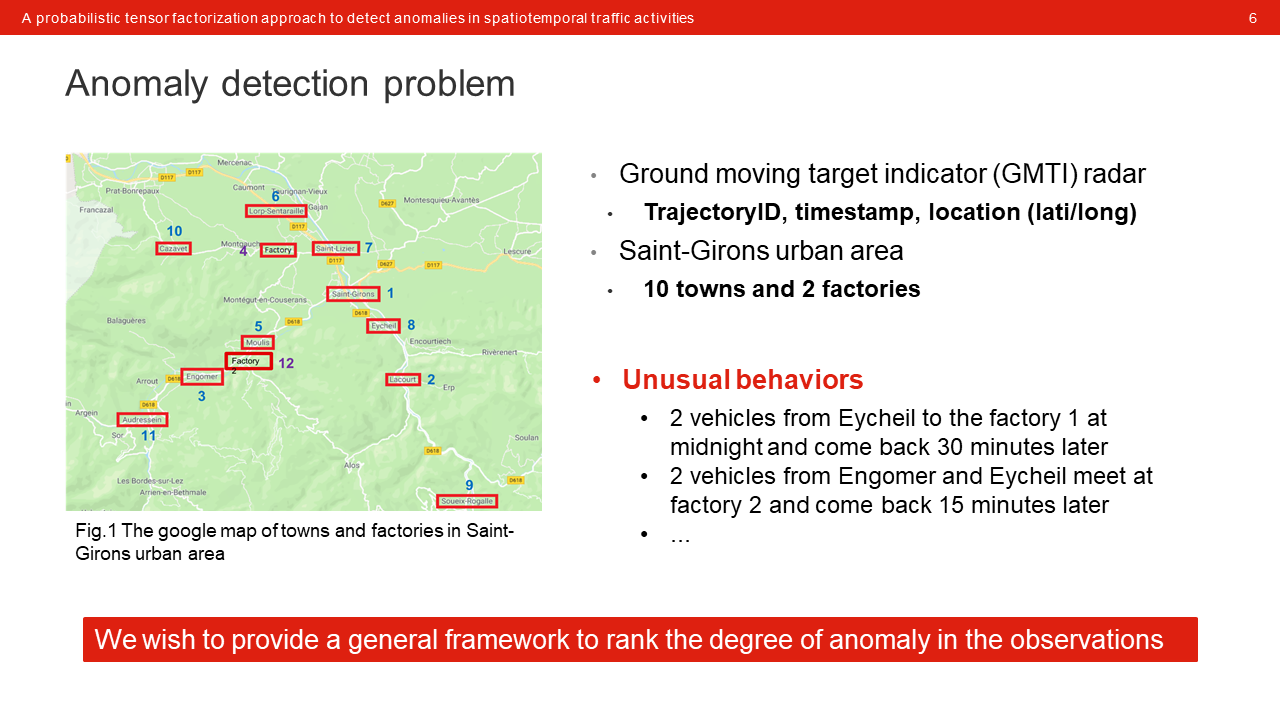 A probabilistic tensor factorization approach to detect anomalies in spatiotemporal traffic activities
6
Anomaly detection problem
Mercenac
D117
D117
Prat-Bonrepaux
Caumont
6
Taurignan-Vieux
Francazal
Lorp-Sentaraille
Gajan
D627
Montesquieu-Avantès
D117
10
Cazavet
Montgauch
4
Factory
Saint-Lizier
7
Lescure
D117
D627
D117
Saint-Girons
1
Montégut-en-Couserans
D618
Balaguères
5
D618
Eycheil
8
Moulis
Encourtiech
Rivèrenert
Factory
2
12
Arrout
D618
Engomer
Lacourt
2
Erp
3
D618
Argein
Audressein
Sor
11
Soulan
D618
Alos
Les Bordes-sur-Lez
D618
Arrien-en-Bethmale
9
Soueix-Rogalle
Fig.1 The google map of towns and factories in Saint-
Girons urban area
• Ground moving target indicator (GMTI) radar
• TrajectoryID, timestamp, location (lati/long)
• Saint-Girons urban area
• 10 towns and 2 factories
• Unusual behaviors
• 2 vehicles from Eycheil to the factory 1 at
midnight and come back 30 minutes later
• 2 vehicles from Engomer and Eycheil meet at
factory 2 and come back 15 minutes later
• ...
We wish to provide a general framework to rank the degree of anomaly in the observations